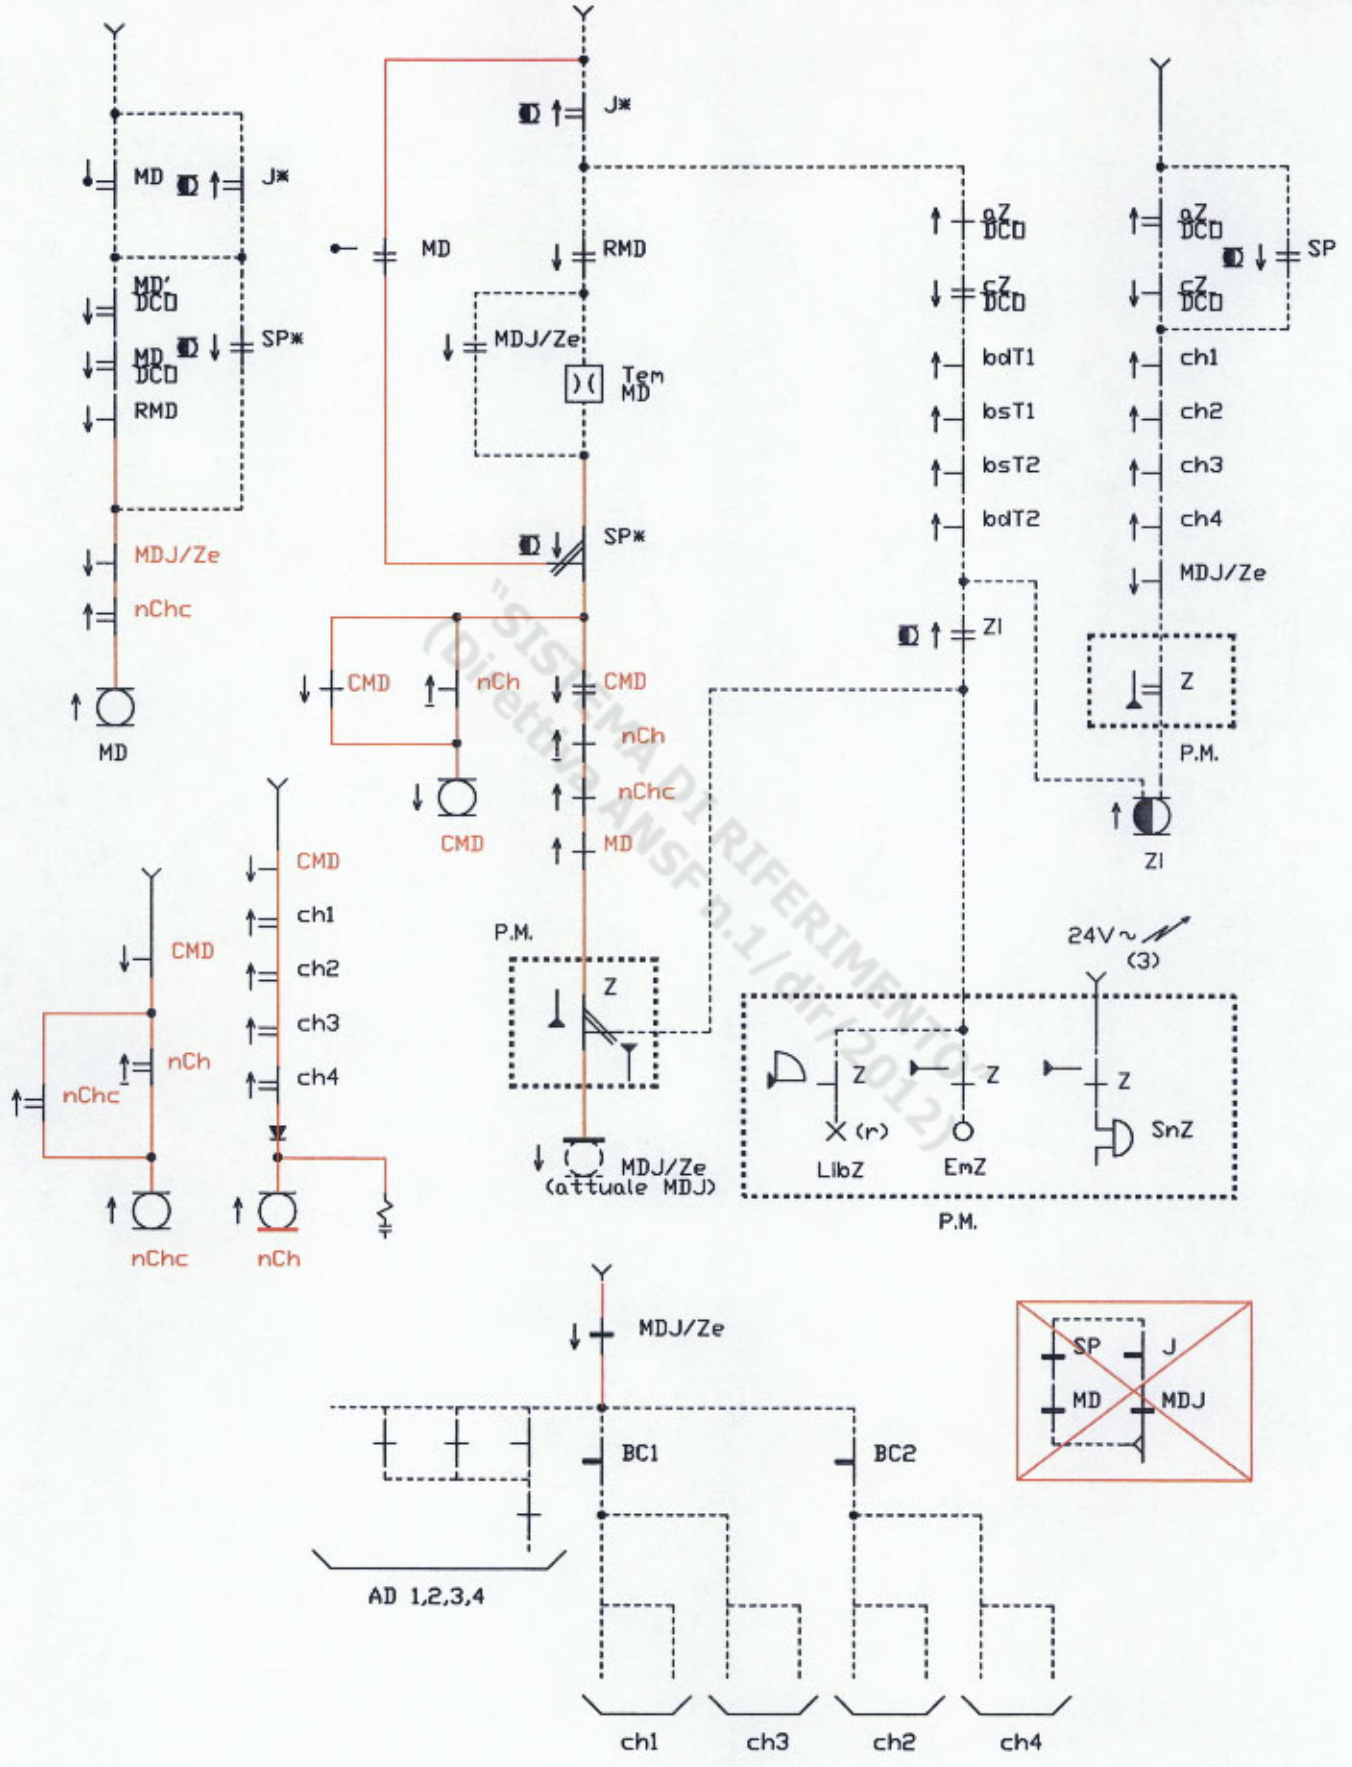 J*
MD
J*
MD
RMD
aZ
DCD
aZ
DCD
SP
MD'
DCD
cZ
DCD
cZ
DCD
SP*
MDJ/Ze
MD
DCD
Tem
MD
bdT1
ch1
RMD
bsT1
ch2
bsT2
ch3
SP*
bdT2
ch4
MDJ/Ze
MDJ/Ze
nChc
ZI
CMD
nCh
CMD
Z
nCh
P.M.
MD
nChc
CMD
MD
ZI
CMD
ch1
P.M.
24V~
(3)
CMD
ch2
Z
ch3
nCh
ch4
Z
Z
Z
nChc
(r)
SnZ
LibZ
EmZ
MDJ/Ze
(attuale MDJ)
P.M.
nChc
nCh
MDJ/Ze
SP
J
MD
MDJ
BC1
BC2
AD 1,2,3,4
ch1
ch3
ch2
ch4
"SISTEMA DI RIFERIMENTO"
(Direttiva ANSF n.1/dir/2012)